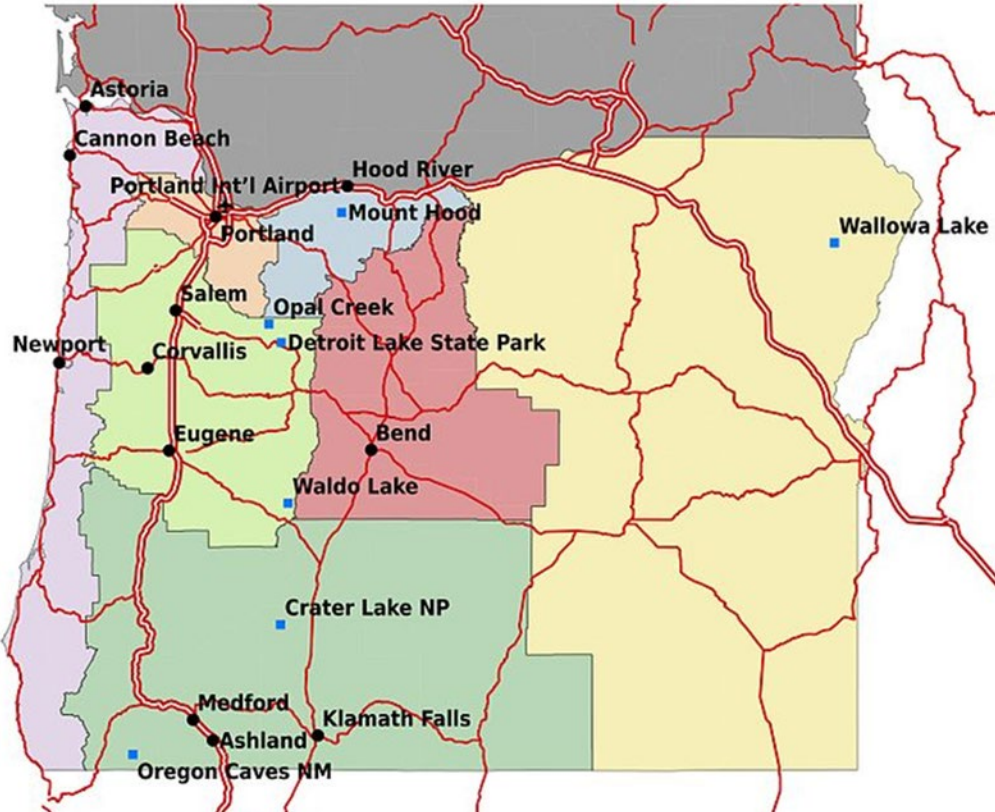 Astoria
Cannon Beach
Hood River
Portland Int'l Airport
Mount Hood
Wallowa Lake
Portland
Salem
Opal Creek
Newport
Detroit Lake State Park
Corvallis
Eugene
Bend
Waldo Lake
Crater Lake NP
Medford
Klamath Falls
Ashland
Oregon Caves NM